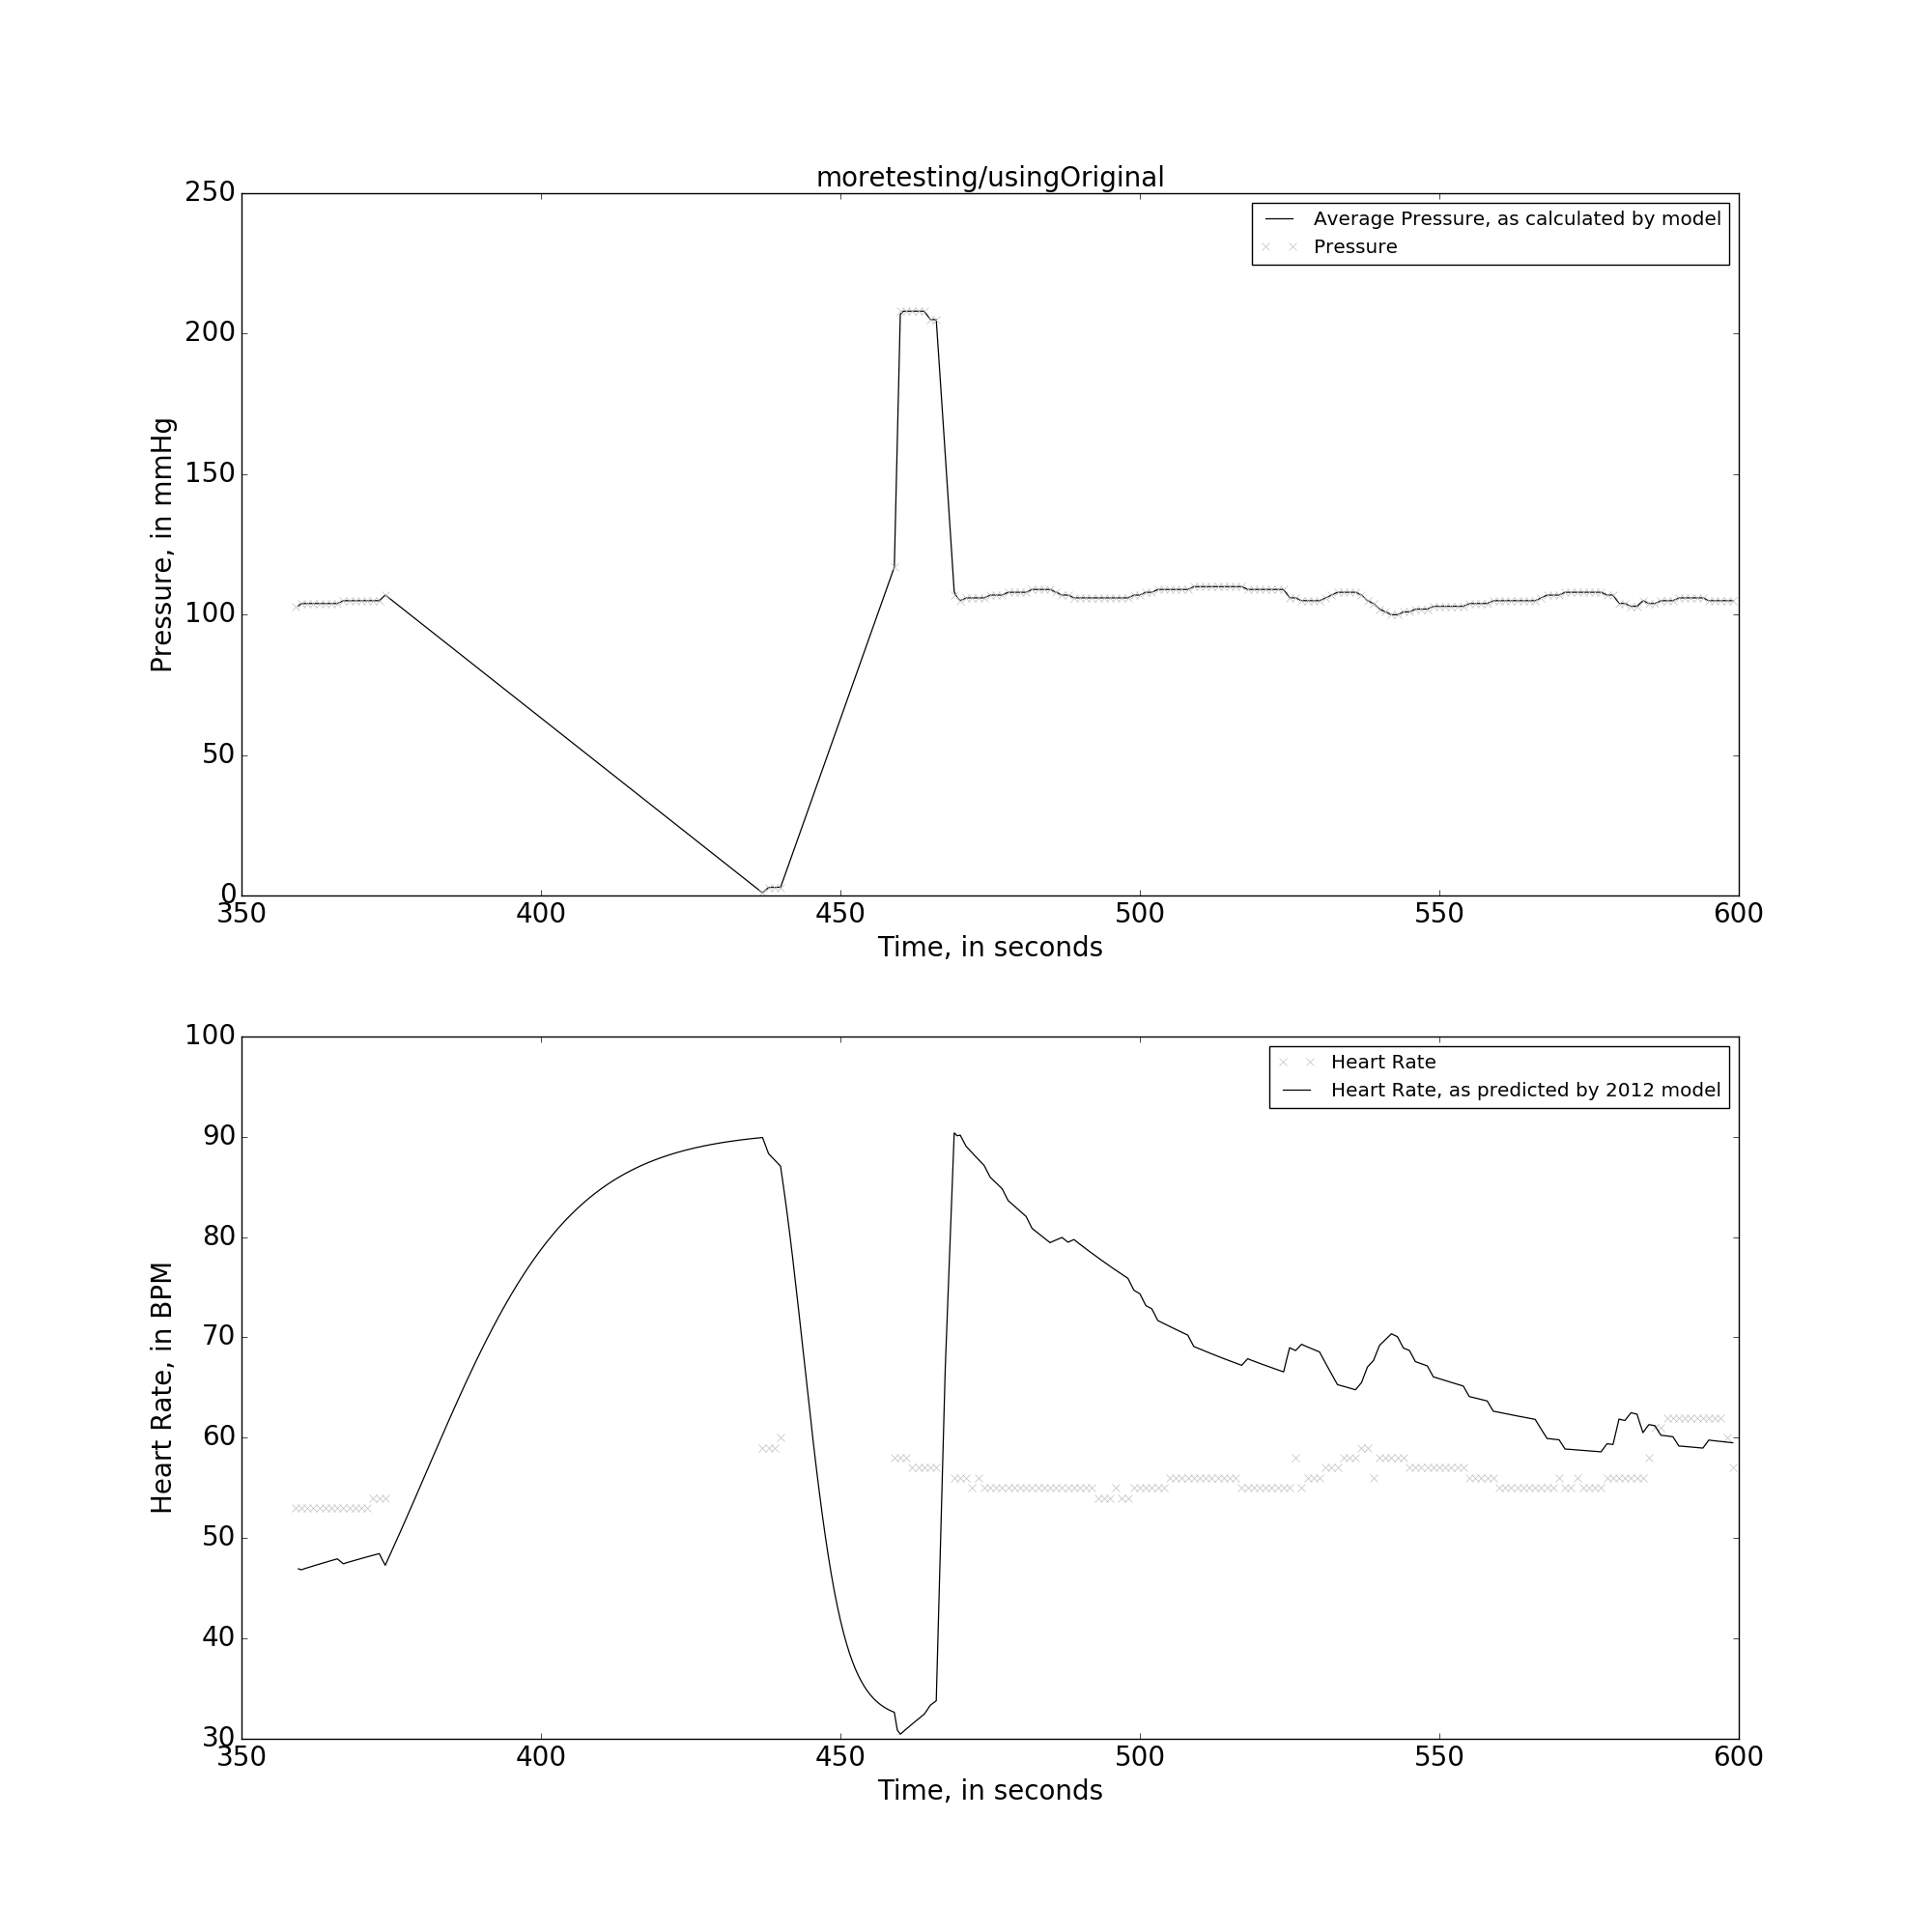 moretesting/usingOriginal
250
200
150
100
50
0
Pressure, in mmHg
Average Pressure, as calculated by model
Pressure
350 400 450 500 550 600
Time, in seconds
100
90
80
70
60
50
40
30
Heart Rate, in BPM
Heart Rate
Heart Rate, as predicted by 2012 model
350 400 450 500 550 600
Time, in seconds